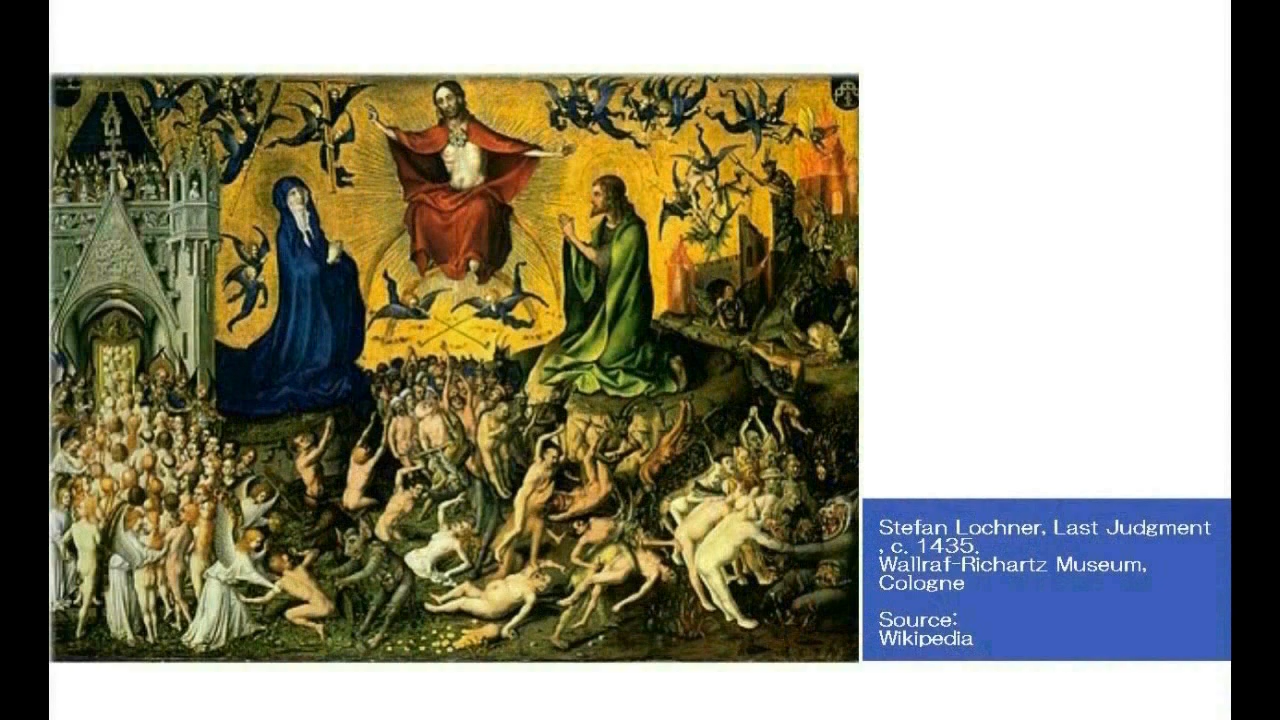 Stefan Lochner, Last Judgment
, c. 1435.
Wallraf-Richartz Museum,
Cologne
Source:
Wikipedia